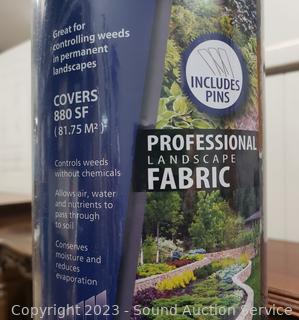 Great for
controlling weeds
in permanent
landscapes
COVERS
880 SF
( 81.75 M² )
Controls weeds
without chemicals
Allows air, water
and nutrients to
pass through
to soil
Conserves
moisture and
reduces
evaporation
INCLUDES
PINS
PROFESSIONAL
LANDSCAPE
FABRIC
Copyright 2023 - Sound Auction Service